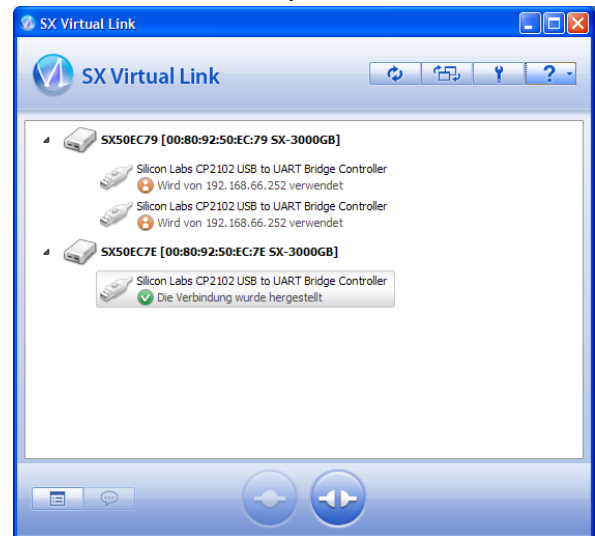 SX Virtual Link
SX Virtual Link
?
SX50EC79 [00:80:92:50:EC:79 SX-3000GB]
Silicon Labs CP2102 USB to UART Bridge Controller
Wird von 192.168.66.252 verwendet
Silicon Labs CP2102 USB to UART Bridge Controller
Wird von 192.168.66.252 verwendet
SX50EC7E [00:80:92:50:EC:7E SX-3000GB]
Silicon Labs CP2102 USB to UART Bridge Controller
Die Verbindung wurde hergestellt